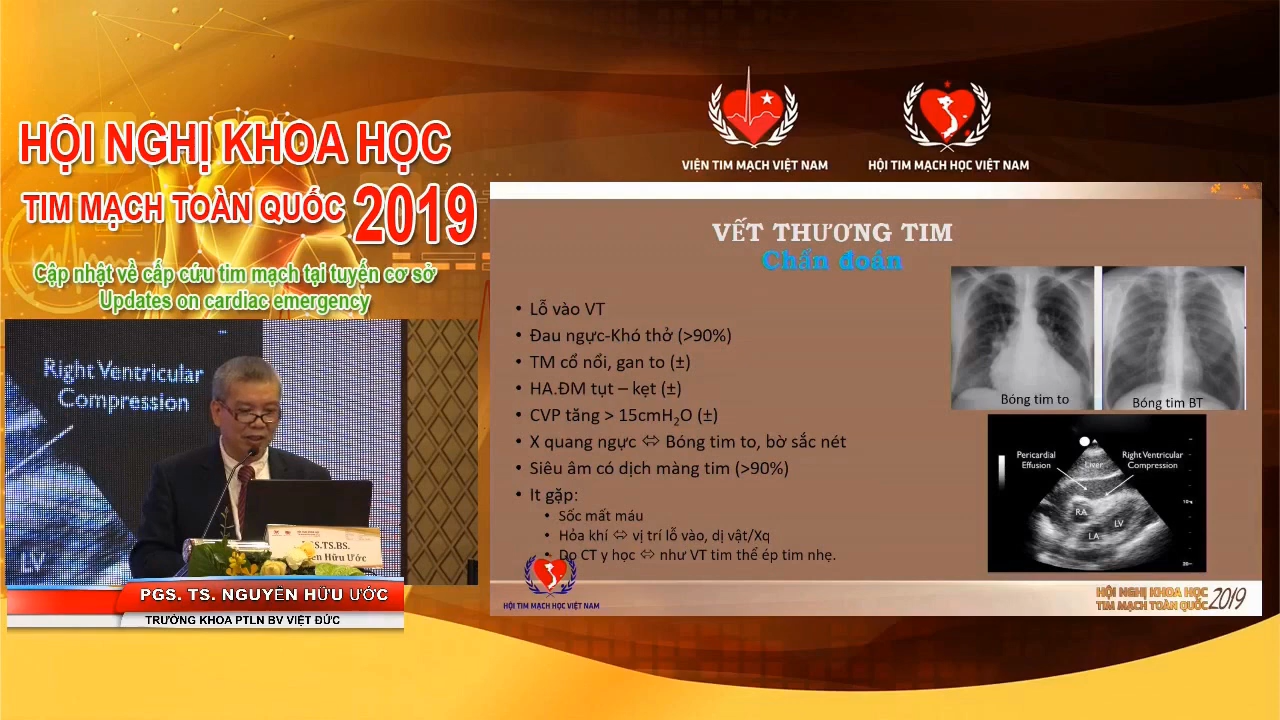 HỘI NGHỊ KHOA HỌC
TIM MẠCH TOÀN QUỐC 2019
Cập nhật về cấp cứu tim mạch tại tuyến cơ sở
Updates on cardiac emergency
VIỆN TIM MẠCH VIỆT NAM
HỘI TIM MẠCH HỌC VIỆT NAM
Right Ventricular
Compression
LV
PGS. TS. NGUYỄN HỮU ƯỚC
TRƯỞNG KHOA PTLN BV VIỆT ĐỨC
VẾT THƯƠNG TIM
Chẩn đoán
• Lỗ vào VT
• Đau ngực-Khó thở (>90%)
• TM cổ nổi, gan to (±)
• HA.ĐM tụt – kẹt (±)
• CVP tăng > 15cmH2O (±)
• X quang ngực ⇔ Bóng tim to, bờ sắc nét
• Siêu âm có dịch màng tim (>90%)
• It gặp:
• Sốc mất máu
• Hỏa khí ⇔ vị trí lỗ vào, dị vật/Xq
• Do CT y học ⇔ như VT tim thể ép tim nhẹ.
Bóng tim to
Bóng tim BT
Pericardial
Effusion
Right Ventricular
Compression
Liver
RA
LV
LA
HỘI TIM MẠCH HỌC VIỆT NAM
HỘI NGHỊ KHOA HỌC
TIM MẠCH TOÀN QUỐC 2019